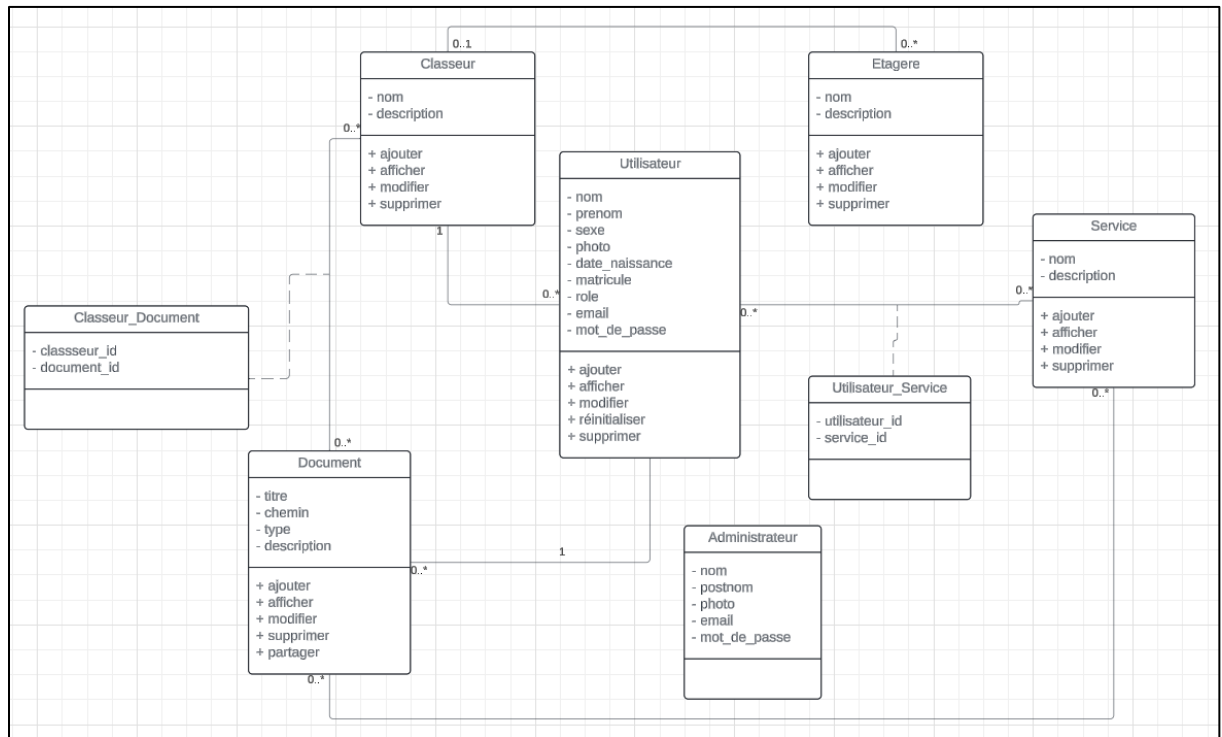 0..1
0..*
Classeur
- nom
- description
+ ajouter
+ afficher
+ modifier
+ supprimer
0..*
1
Etagere
- nom
- description
+ ajouter
+ afficher
+ modifier
+ supprimer
Utilisateur
- nom
- prenom
- sexe
- photo
- date_naissance
- matricule
- role
- email
- mot_de_passe
+ ajouter
+ afficher
+ modifier
+ réinitialiser
+ supprimer
0..*
0..*
Service
- nom
- description
+ ajouter
+ afficher
+ modifier
+ supprimer
0..*
0..*
Classeur_Document
- classseur_id
- document_id
Utilisateur_Service
- utilisateur_id
- service_id
0..*
Document
- titre
- chemin
- type
- description
+ ajouter
+ afficher
+ modifier
+ supprimer
+ partager
0..*
1
0..*
Administrateur
- nom
- postnom
- photo
- email
- mot_de_passe